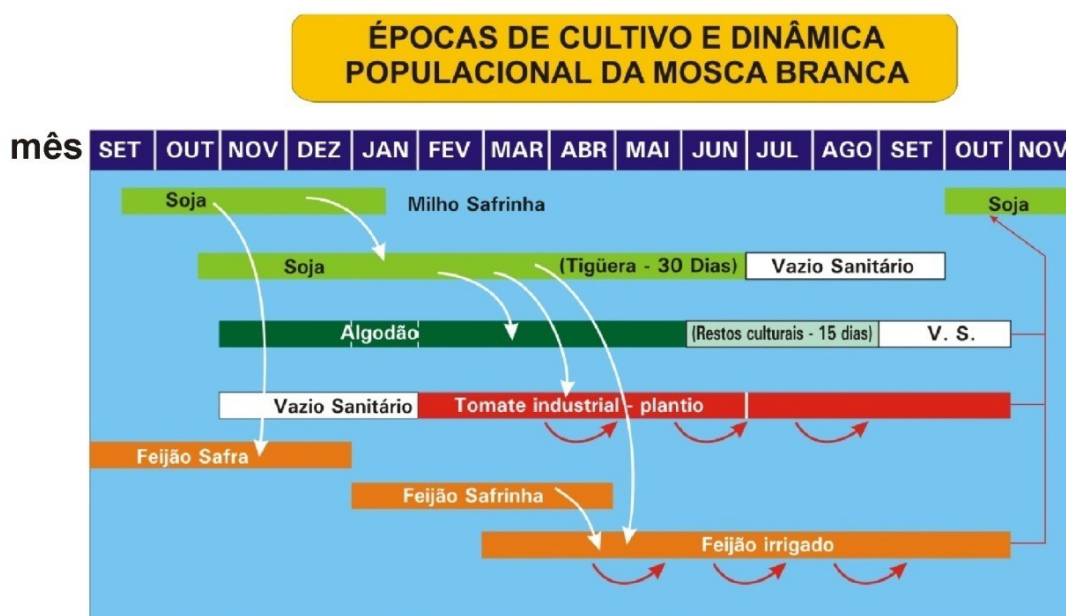 ÉPOCAS DE CULTIVO E DINÂMICA
POPULACIONAL DA MOSCA BRANCA
mês SET OUT NOV DEZ JAN FEV MAR ABR MAI JUN JUL AGO SET OUT NOV
Soja Milho Safrinha Soja
Soja (Tigüera - 30 Dias) Vazio Sanitário
Algodão (Restos culturais - 15 dias) V. S.
Vazio Sanitário Tomate industrial - plantio
Feijão Safra
Feijão Safrinha
Feijão irrigado